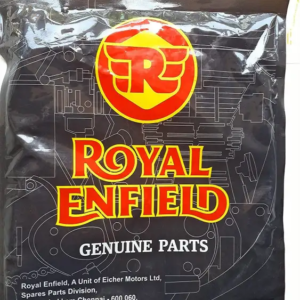 R
ROYAL
ENFIELD
GENUINE PARTS
Royal Enfield, A Unit of Eicher Motors Ltd,
Spares Parts Division,
Chennai - 600 060.